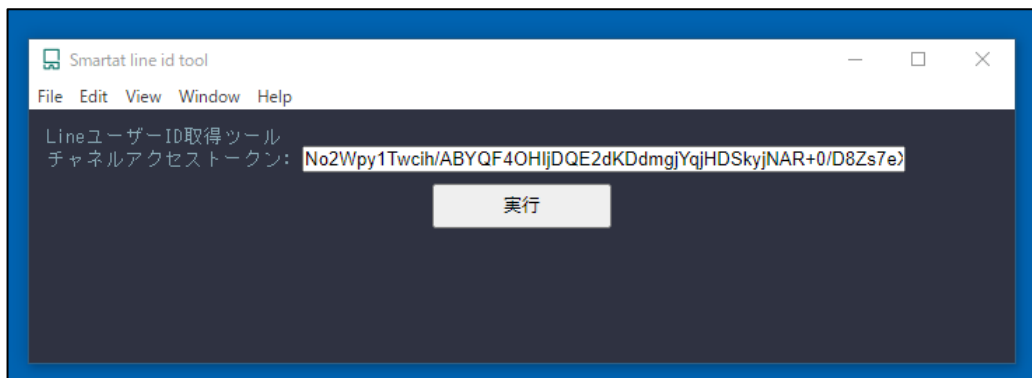 Smartat line id tool
File Edit View Window Help
LineユーザーID取得ツール
チャネルアクセストークン: No2Wpy1Twcih/ABYQF4OHIjDQE2dKDdmgjYqjHDSkyjNAR+0/D8Zs7eX
実行